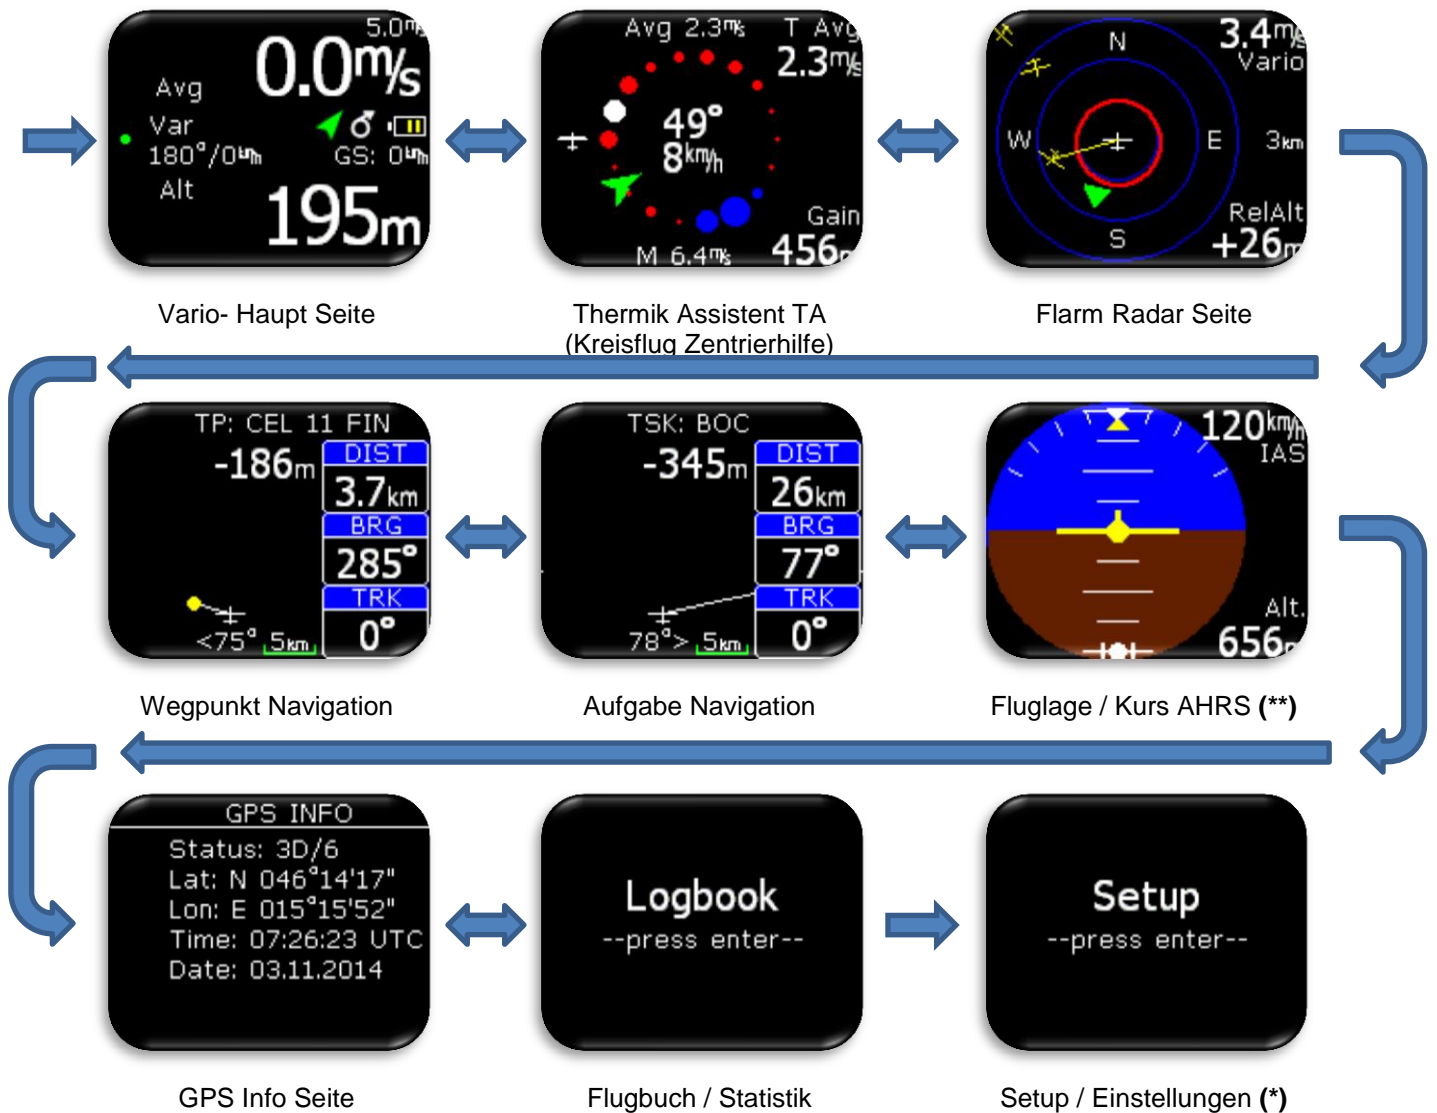 5.0m/s
0.0m/s
Avg
Var
180°/0km/h
GS: 0km/h
Alt
195m
Avg 2.3m/s
T Avg
2.3m/s
49°
8km/h
Gain
M 6.4m/s
456m
N
3.4m/s
Vario
W
E
3km
RelAlt
S
+26m
Vario- Haupt Seite
Thermik Assistent TA
(Kreisflug Zentrierhilfe)
Flarm Radar Seite
TP: CEL 11 FIN
-186m
DIST
3.7km
BRG
285°
TRK
<75° 5km
0°
TSK: BOC
-345m
DIST
26km
BRG
77°
TRK
78°> 5km
0°
120km/h
IAS
Alt.
656m
Wegpunkt Navigation
Aufgabe Navigation
Fluglage / Kurs AHRS (**)
GPS INFO
Status: 3D/6
Lat: N 046°14'17"
Lon: E 015°15'52"
Time: 07:26:23 UTC
Date: 03.11.2014
Logbook
--press enter--
Setup
--press enter--
GPS Info Seite
Flugbuch / Statistik
Setup / Einstellungen (*)